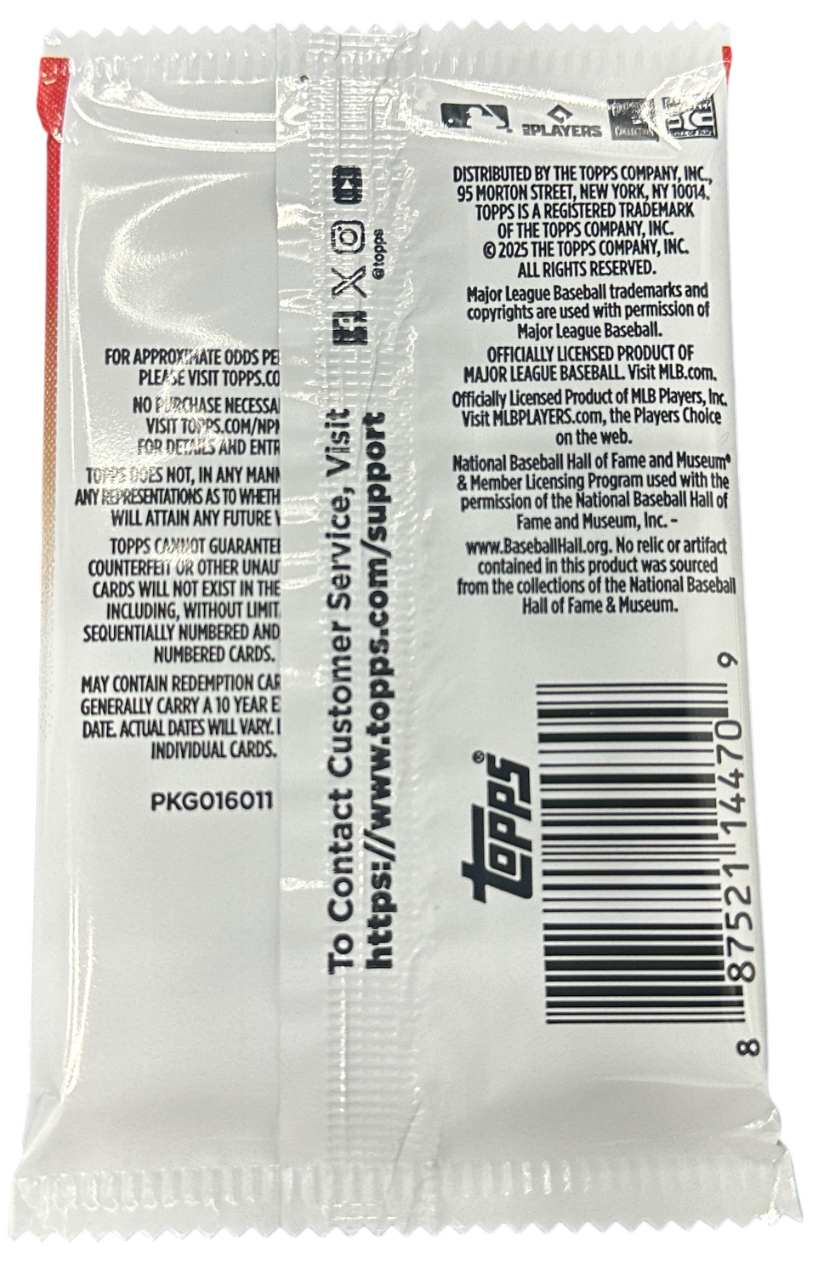 MLBPLAYERS
DISTRIBUTED BY THE TOPPS COMPANY, INC.,
95 MORTON STREET, NEW YORK, NY 10014.
TOPPS IS A REGISTERED TRADEMARK
OF THE TOPPS COMPANY, INC.
© 2025 THE TOPPS COMPANY, INC.
ALL RIGHTS RESERVED.
Major League Baseball trademarks and
copyrights are used with permission of
Major League Baseball.
OFFICIALLY LICENSED PRODUCT OF
MAJOR LEAGUE BASEBALL. Visit MLB.com.
Officially Licensed Product of MLB Players, Inc.
Visit MLBPLAYERS.com, the Players Choice
on the web.
National Baseball Hall of Fame and Museum®
& Member Licensing Program used with the
permission of the National Baseball Hall of
Fame and Museum, Inc. -
www.BaseballHall.org. No relic or artifact
contained in this product was sourced
from the collections of the National Baseball
Hall of Fame & Museum.
topps®
8 87521 14470 9
@topps
To Contact Customer Service, Visit
https://www.topps.com/support
FOR APPROXIMATE ODDS PE
PLEASE VISIT TOPPS.CO
NO PURCHASE NECESSA
VISIT TOPPS.COM/NP
FOR DETAILS AND ENTR
TOPPS DOES NOT, IN ANY MAN
ANY REPRESENTATIONS AS TO WHETH
WILL ATTAIN ANY FUTURE
TOPPS CANNOT GUARANTE
COUNTERFEIT OR OTHER UNAU
CARDS WILL NOT EXIST IN THE
INCLUDING, WITHOUT LIMIT
SEQUENTIALLY NUMBERED AND
NUMBERED CARDS.
MAY CONTAIN REDEMPTION CAR
GENERALLY CARRY A 10 YEAR E
DATE. ACTUAL DATES WILL VARY. I
INDIVIDUAL CARDS.
PKG016011